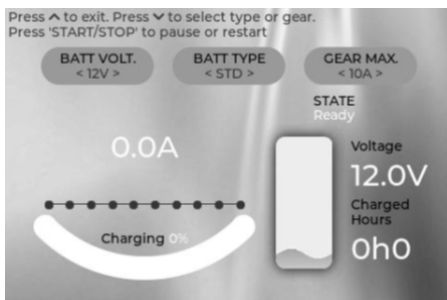 Press ^ to exit. Press v to select type or gear.
Press 'START/STOP' to pause or restart
BATT VOLT.
< 12V >
BATT TYPE
< STD >
GEAR MAX.
< 10A >
STATE
Ready
0.0A
Voltage
12.0V
Charged
Hours
0h0
Charging 0%